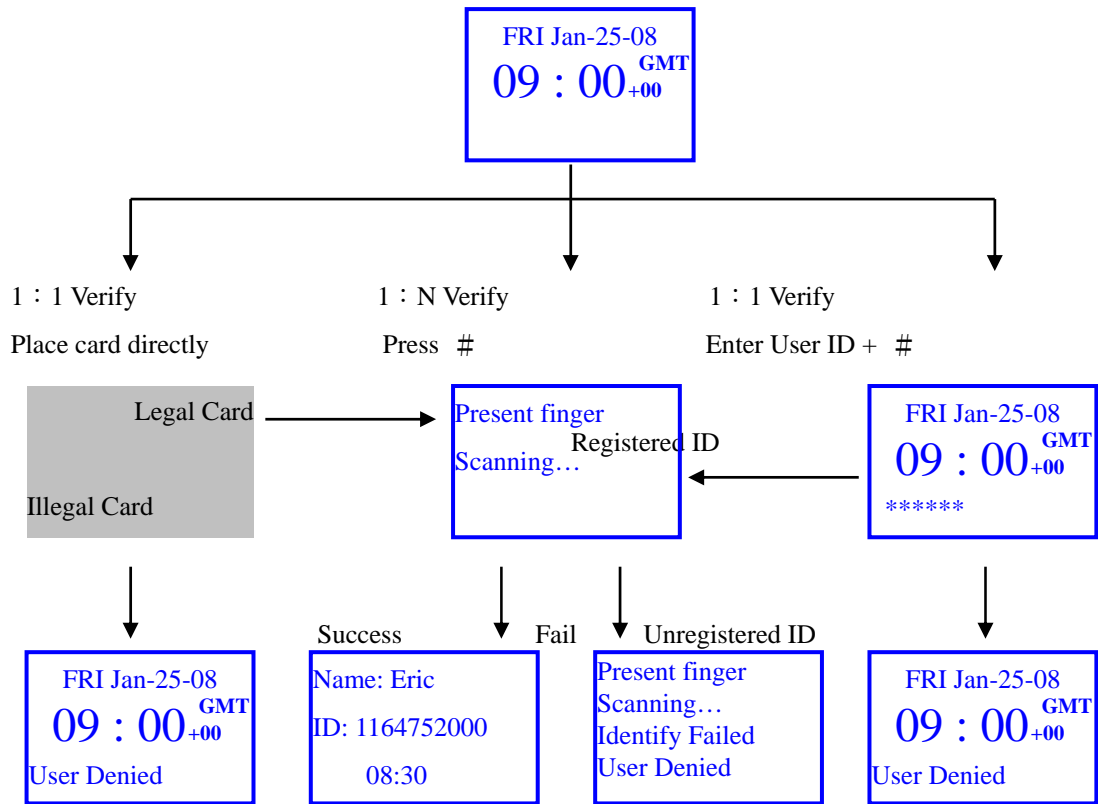 FRI Jan-25-08
09 : 00 +00 GMT
1：1 Verify
1：N Verify
1：1 Verify
Place card directly
Press ＃
Enter User ID + ＃
Legal Card
Illegal Card
Present finger
Scanning…
Registered ID
FRI Jan-25-08
09 : 00 +00 GMT
******
Success
Fail
Unregistered ID
FRI Jan-25-08
09 : 00 +00 GMT
User Denied
Name: Eric
ID: 1164752000
08:30
Present finger
Scanning…
Identify Failed
User Denied
FRI Jan-25-08
09 : 00 +00 GMT
User Denied